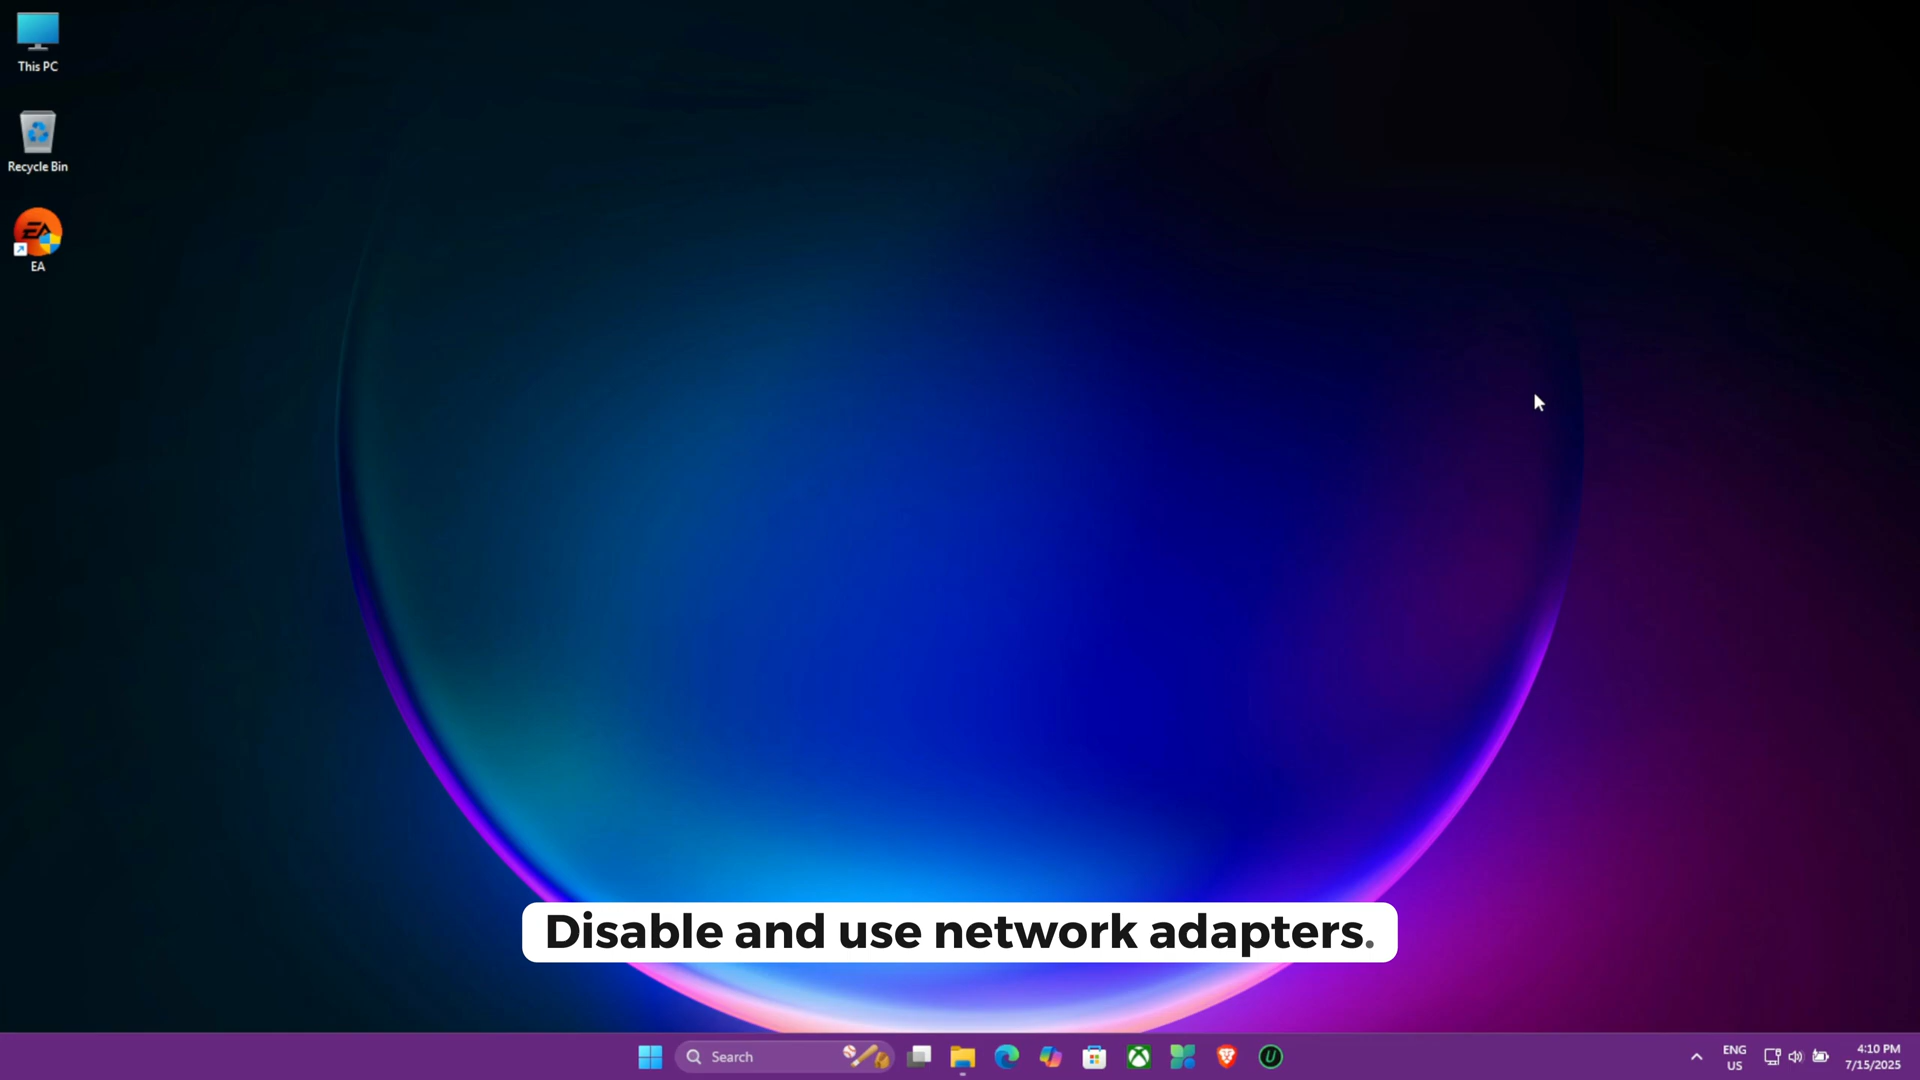 This PC
Recycle Bin
EA
EA
Disable and use network adapters.
Search
U
ENG
US
4:10 PM
7/15/2025